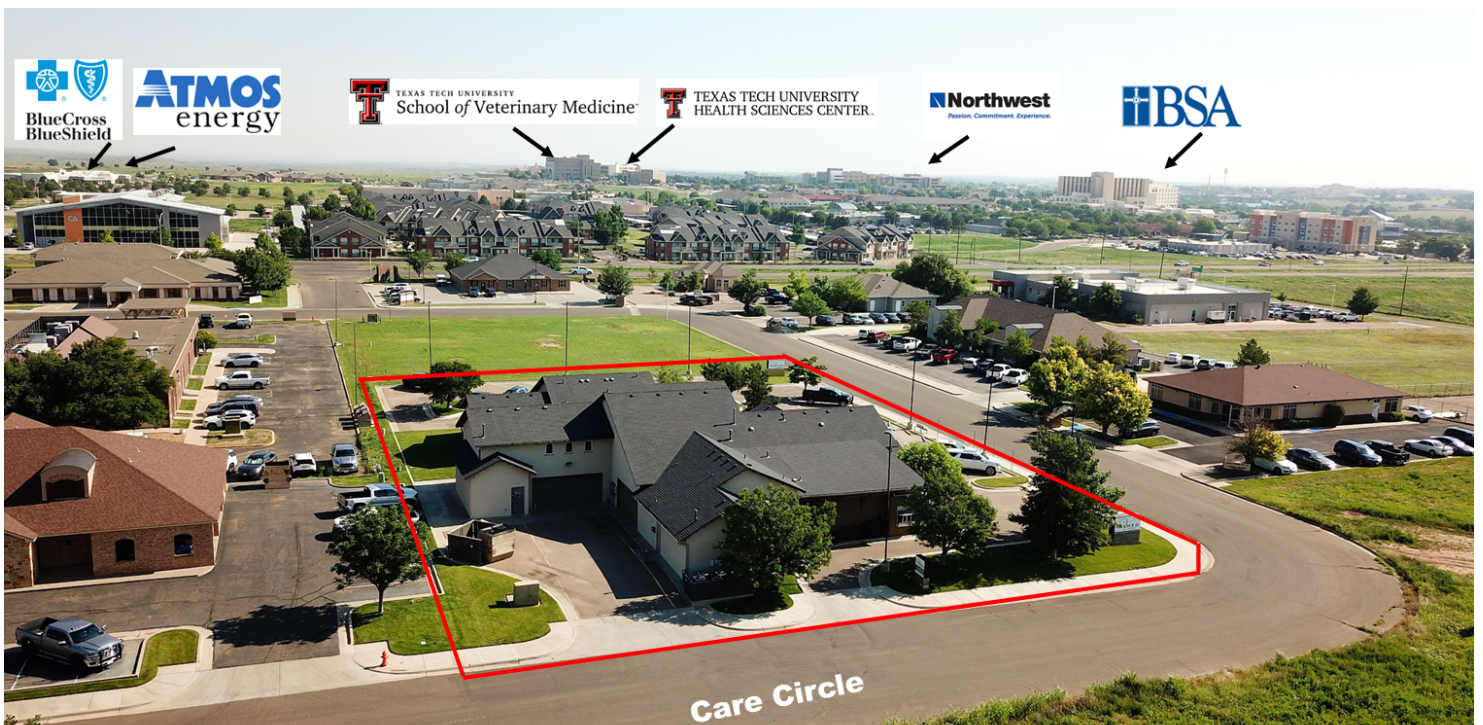 BlueCross
BlueShield
ATMOS
energy
TEXAS TECH UNIVERSITY
School of Veterinary Medicine
TEXAS TECH UNIVERSITY
HEALTH SCIENCES CENTER
Northwest
Passion. Commitment. Experience.
BSA
CA
Care Circle